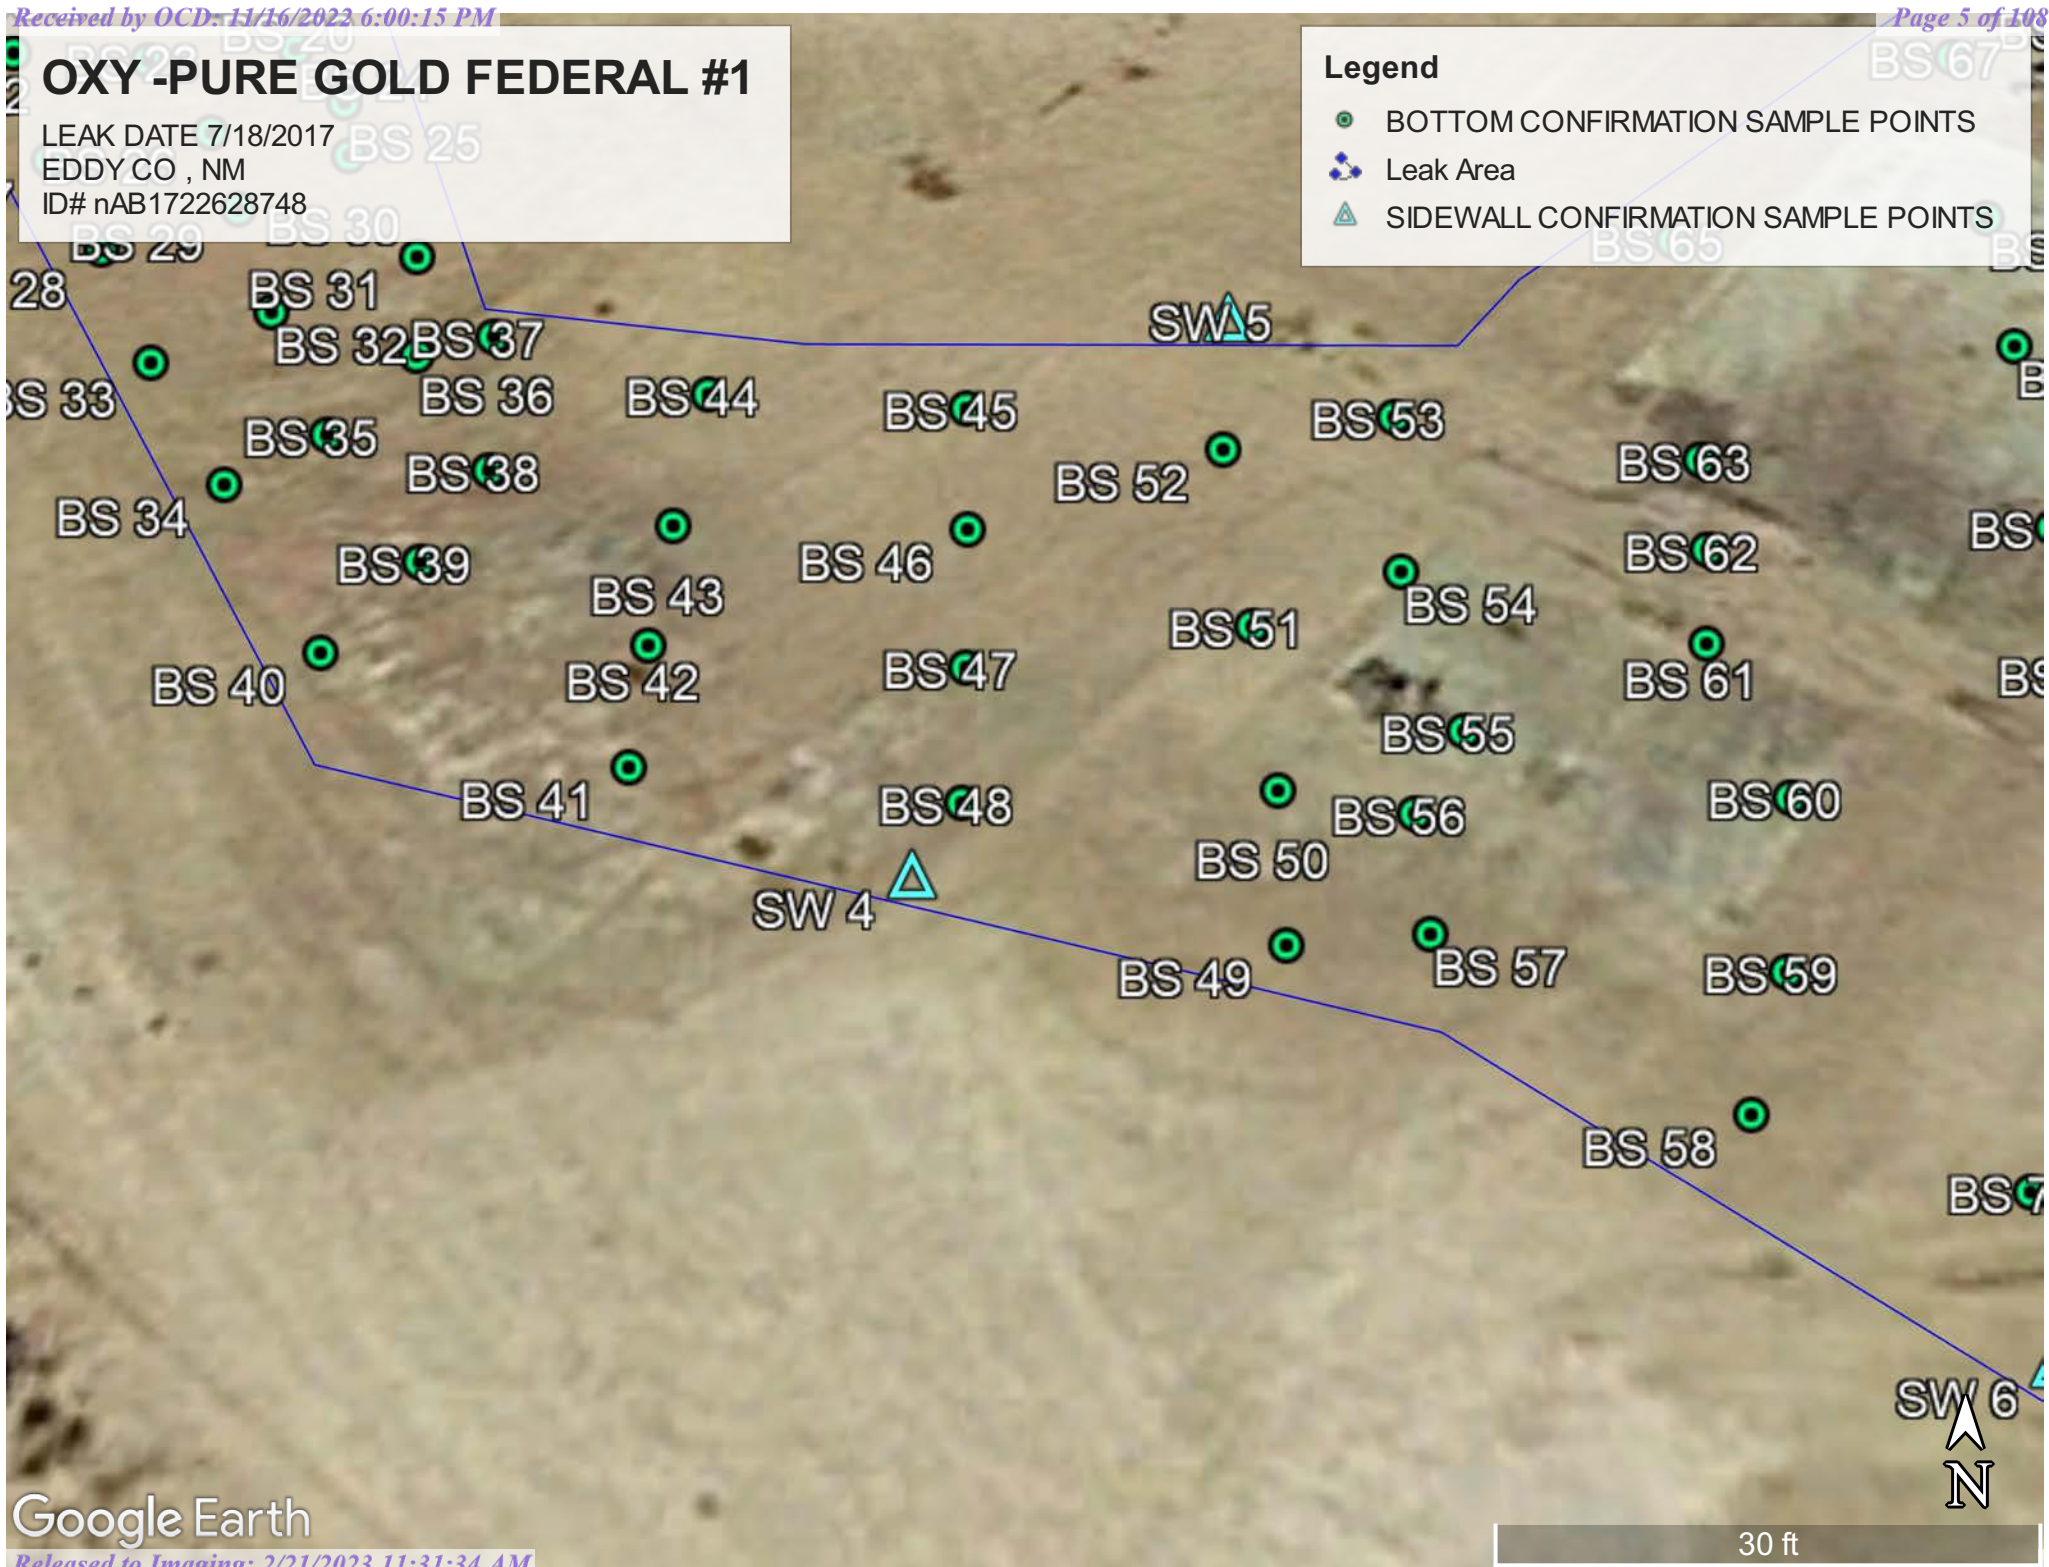 Received by OCD: 11/16/2022 6:00:15 PM
Page 5 of 108
OXY -PURE GOLD FEDERAL #1
LEAK DATE 7/18/2017
EDDY CO , NM
ID# nAB1722628748
Legend
BOTTOM CONFIRMATION SAMPLE POINTS
Leak Area
SIDEWALL CONFIRMATION SAMPLE POINTS
BS 20
BS 67
BS 25
BS 30
BS 29
BS 65
28
BS 31
SW 5
BS 32
BS 37
BS 33
BS 36
BS 44
BS 45
BS 53
BS 35
BS 38
BS 52
BS 63
BS 34
BS 39
BS 46
BS 62
BS
BS 43
BS 54
BS 51
BS 40
BS 42
BS 47
BS 61
BS
BS 55
BS 41
BS 48
BS 56
BS 60
BS 50
SW 4
BS 49
BS 57
BS 59
BS 58
BS 7
SW 6
N
Google Earth
30 ft
Released to Imaging: 2/21/2023 11:31:34 AM